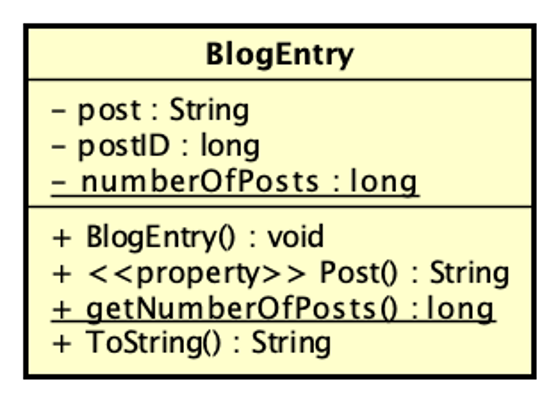 BlogEntry
- post : String
- postID : long
- numberOfPosts : long
+ BlogEntry() : void
+ <<property>> Post() : String
+ getNumberOfPosts() : long
+ ToString() : String